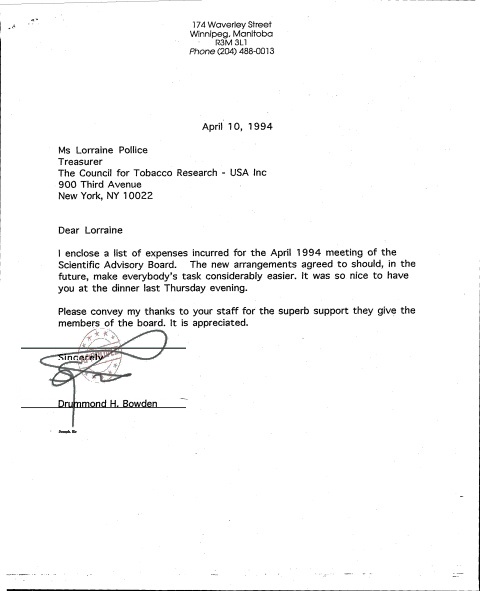 174 Waverley Street
Winnipeg, Manitoba
R3M 3L1
Phone (204) 488-0013
April 10, 1994
Ms Lorraine Pollice
Treasurer
The Council for Tobacco Research - USA Inc
900 Third Avenue
New York, NY 10022
Dear Lorraine
I enclose a list of expenses incurred for the April 1994 meeting of the
Scientific Advisory Board. The new arrangements agreed to should, in the
future, make everybody's task considerably easier. It was so nice to have
you at the dinner last Thursday evening.
Please convey my thanks to your staff for the superb support they give the
members of the board. It is appreciated.
Sincerely
Drummond H. Bowden